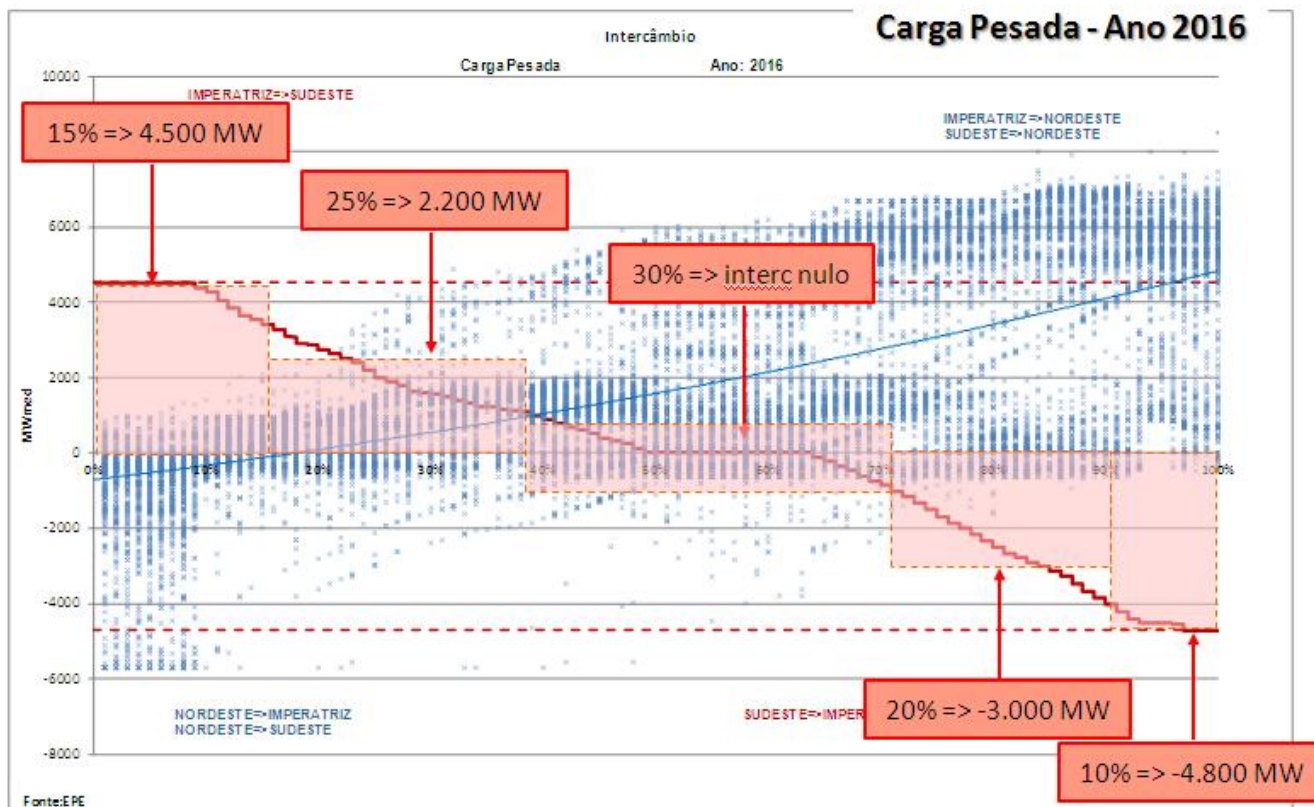 Carga Pesada - Ano 2016
Intercâmbio
Carga Pesada Ano: 2016
10000
IMPERATRIZ=>SUDESTE
15% => 4.500 MW
IMPERATRIZ=>NORDESTE
SUDESTE=>NORDESTE
25% => 2.200 MW
6000
30% => interc nulo
4000
2000
MWmed
0
0% 10% 20% 30% 40% 70% 80% 90% 100%
-2000
-4000
-6000
NORDESTE=>IMPERATRIZ
NORDESTE=>SUDESTE
20% => -3.000 MW
10% => -4.800 MW
-8000
Fonte:EPE